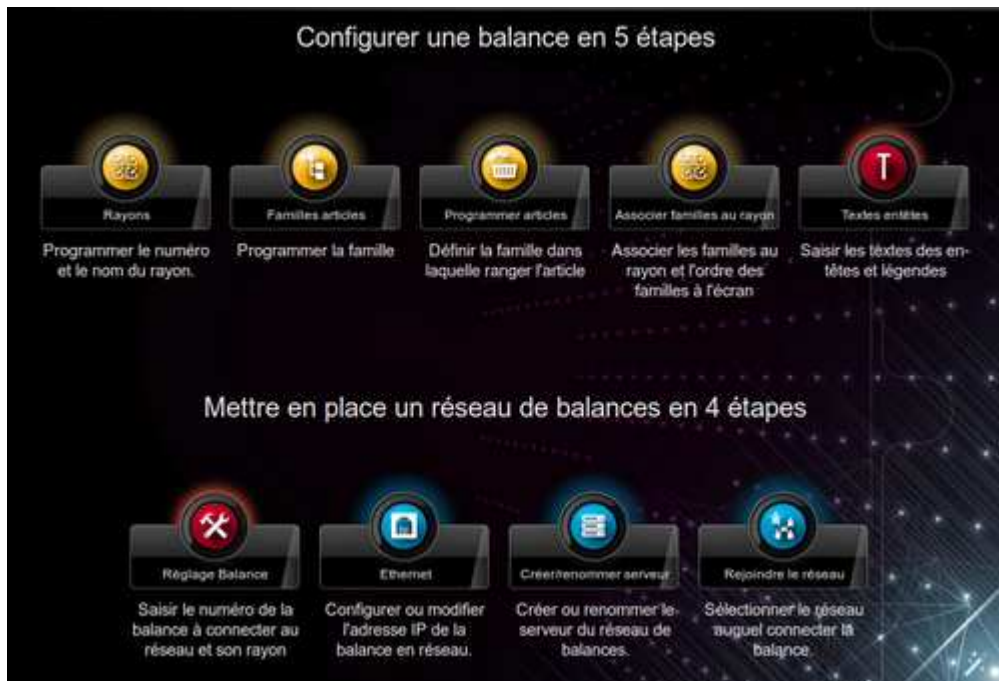 Configurer une balance en 5 étapes
Rayons
Familles articles
Programmer articles
Associer familles au rayon
Textes entêtes
Programmer le numéro
et le nom du rayon.
Programmer la famille
Définir la famille dans
laquelle ranger l'article
Associer les familles au
rayon et l'ordre des
familles à l'écran
Saisir les textes des en-
têtes et légendes
Mettre en place un réseau de balances en 4 étapes
Réglage Balance
Ethernet
Créer/renommer serveur
Rejoindre le réseau
Saisir le numéro de la
balance à connecter au
réseau et son rayon
Configurer ou modifier
l'adresse IP de la
balance en réseau.
Créer ou renommer le
serveur du réseau de
balances.
Sélectionner le réseau
auquel connecter la
balance.